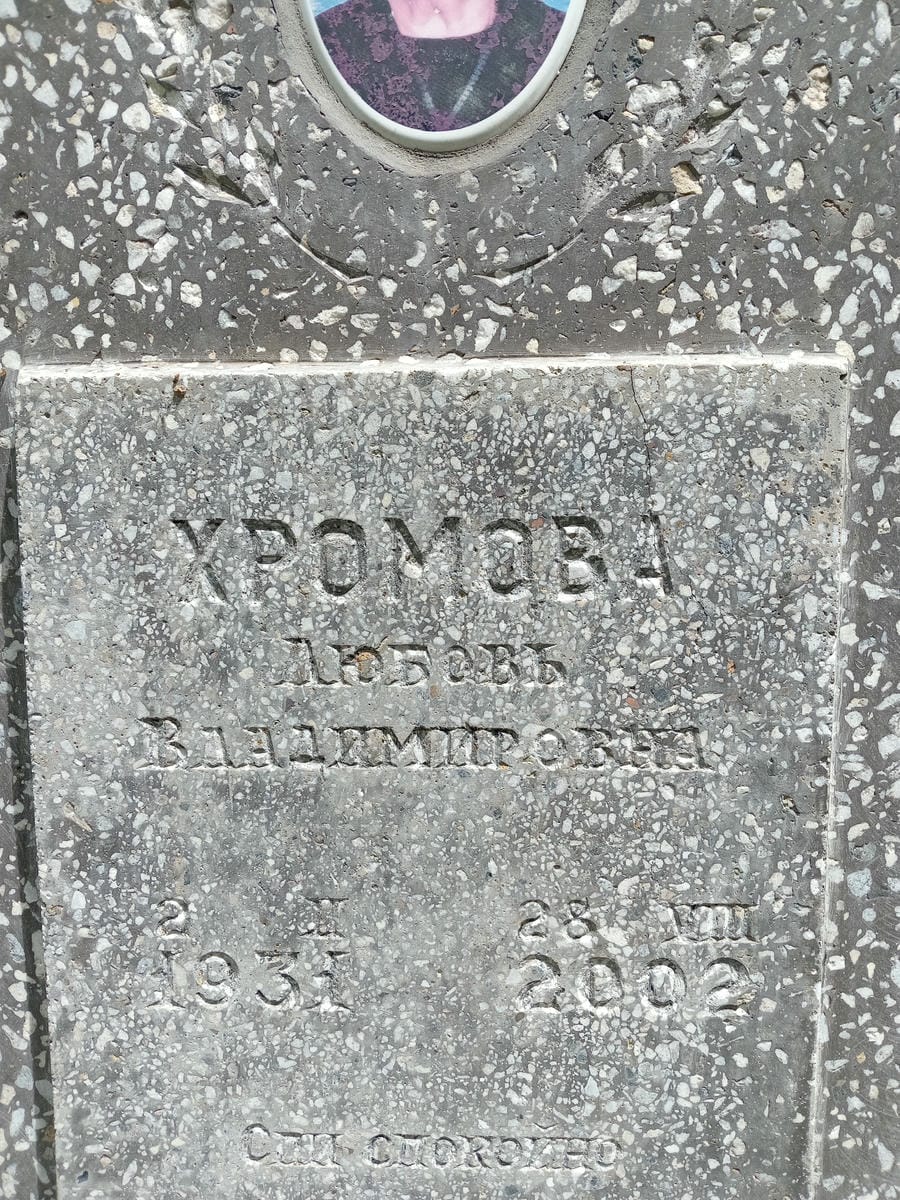 ХРОМОВА
Любовь
Владимировна
2 II 28 VIII
1931 2002
Спи спокойно